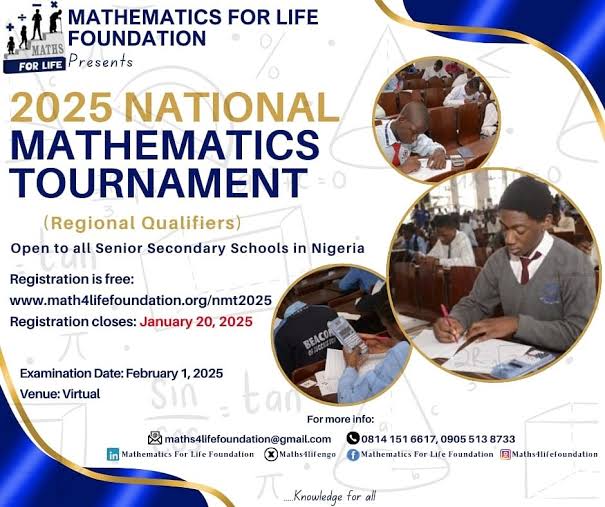 MATHS
FOR LIFE
MATHEMATICS FOR LIFE
FOUNDATION
Presents
2025 NATIONAL
MATHEMATICS
TOURNAMENT
(Regional Qualifiers)
Open to all Senior Secondary Schools in Nigeria
Registration is free:
www.math4lifefoundation.org/nmt2025
Registration closes: January 20, 2025
BEACON
Examination Date: February 1, 2025
Venue: Virtual
For more info:
maths4lifefoundation@gmail.com 0814 151 6617, 0905 513 8733
Mathematics For Life Foundation Maths4lifengo Mathematics For Life Foundation Maths4lifefoundation
.....Knowledge for all